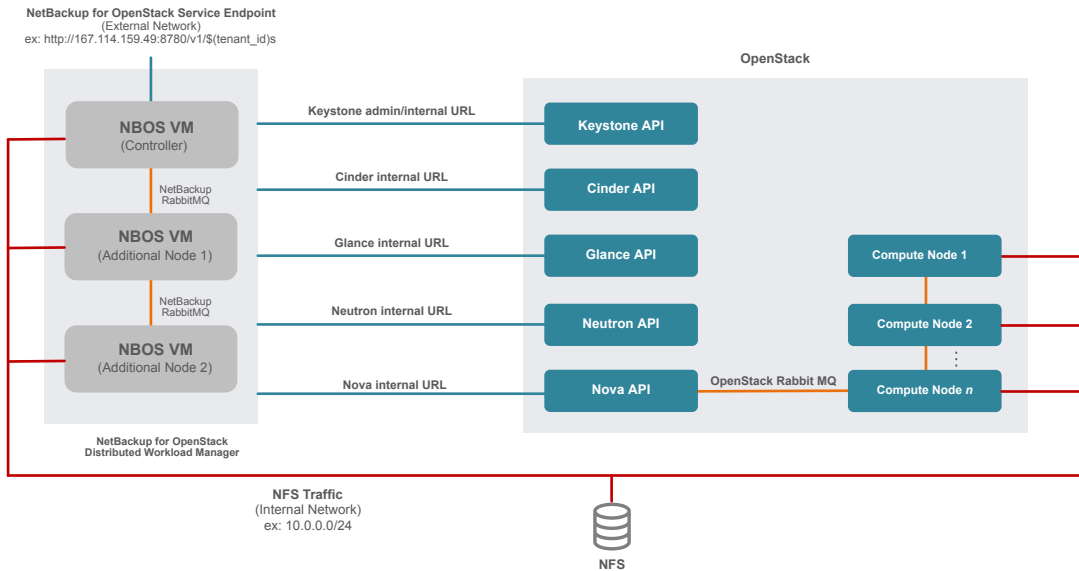 NetBackup for OpenStack Service Endpoint
(External Network)
ex: http://167.114.159.49:8780/v1/$(tenant_id)s
OpenStack
NBOS VM
(Controller)
NetBackup
RabbitMQ
NBOS VM
(Additional Node 1)
NetBackup
RabbitMQ
NBOS VM
(Additional Node 2)
NetBackup for OpenStack
Distributed Workload Manager
Keystone admin/internal URL
Keystone API
Cinder internal URL
Cinder API
Glance internal URL
Glance API
Neutron internal URL
Neutron API
Nova internal URL
Nova API
OpenStack Rabbit MQ
Compute Node 1
Compute Node 2
⋮
Compute Node n
NFS Traffic
(Internal Network)
ex: 10.0.0.0/24
NFS